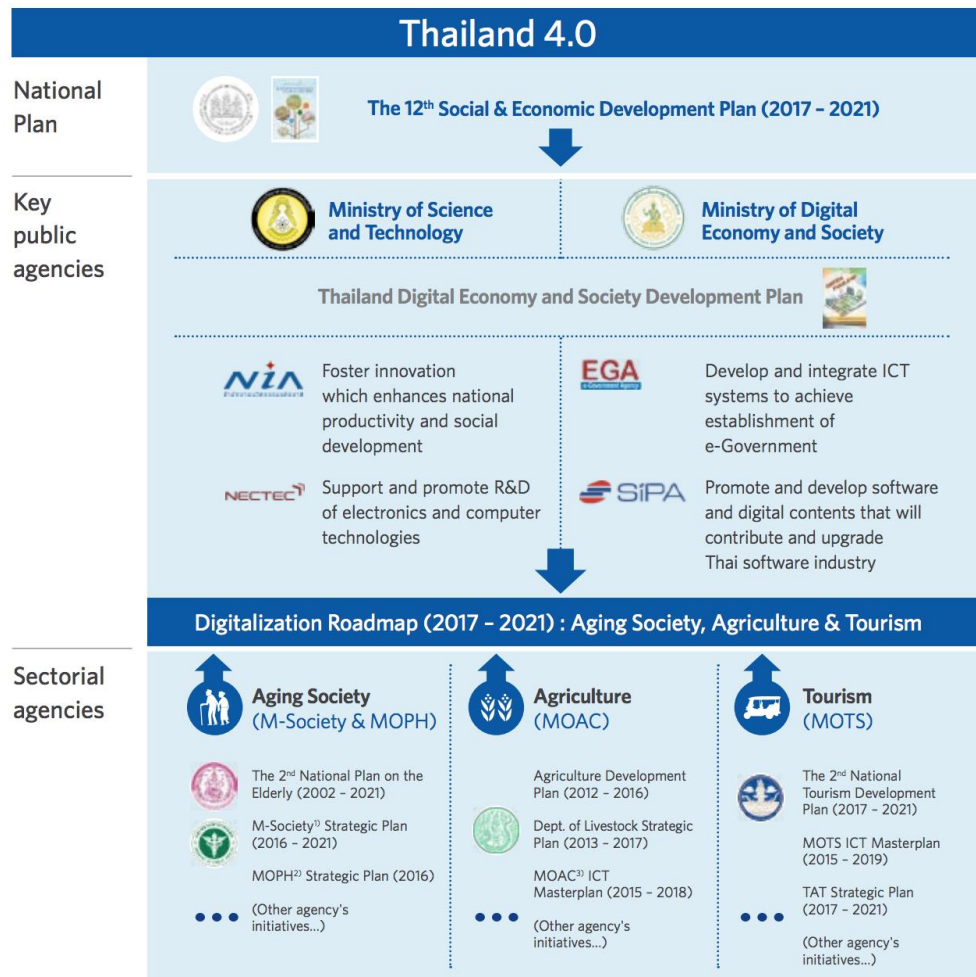 Thailand 4.0
National
Plan
The 12th Social & Economic Development Plan (2017 – 2021)
Key
public
agencies
Ministry of Science
and Technology
Ministry of Digital
Economy and Society
Thailand Digital Economy and Society Development Plan
NiA
Foster innovation
which enhances national
productivity and social
development
EGA
e-Government Agency
Develop and integrate ICT
systems to achieve
establishment of
e-Government
NECTEC
Support and promote R&D
of electronics and computer
technologies
SiPA
Promote and develop software
and digital contents that will
contribute and upgrade
Thai software industry
Digitalization Roadmap (2017 – 2021) : Aging Society, Agriculture & Tourism
Sectorial
agencies
Aging Society
(M-Society & MOPH)
The 2nd National Plan on the
Elderly (2002 – 2021)
M-Society1) Strategic Plan
(2016 – 2021)
MOPH2) Strategic Plan (2016)
(Other agency's
initiatives...)
Agriculture
(MOAC)
Agriculture Development
Plan (2012 – 2016)
Dept. of Livestock Strategic
Plan (2013 – 2017)
MOAC3) ICT
Masterplan (2015 – 2018)
(Other agency's
initiatives...)
Tourism
(MOTS)
The 2nd National
Tourism Development
Plan (2017 – 2021)
MOTS ICT Masterplan
(2015 – 2019)
TAT Strategic Plan
(2017 – 2021)
(Other agency's
initiatives...)